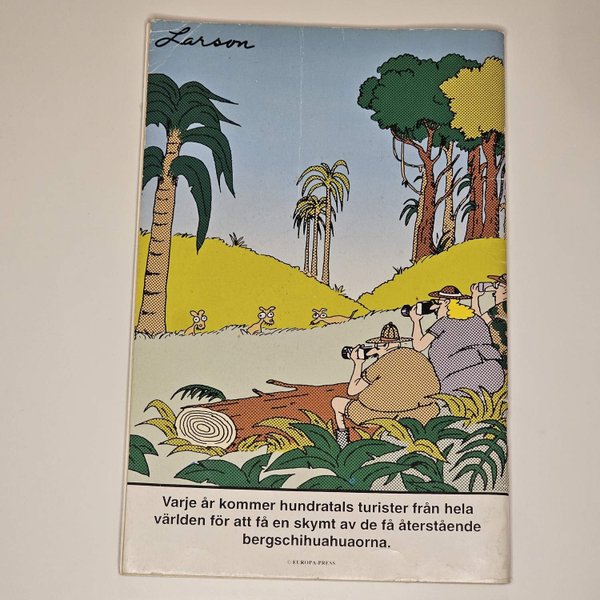 Larson
Varje år kommer hundratals turister från hela
världen för att få en skymt av de få återstående
bergschihuahuaorna.
© EUROPA-PRESS